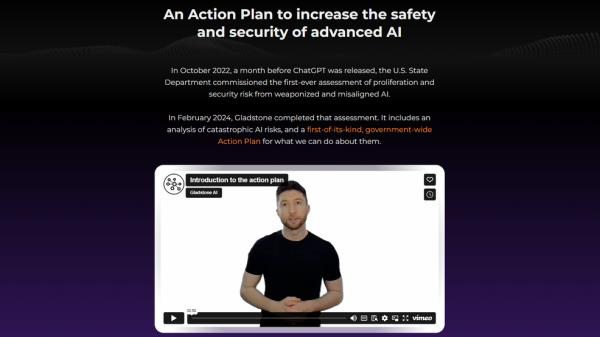 An Action Plan to increase the safety
and security of advanced AI
In October 2022, a month before ChatGPT was released, the U.S. State
Department commissioned the first-ever assessment of proliferation and
security risk from weaponized and misaligned AI.
In February 2024, Gladstone completed that assessment. It includes an
analysis of catastrophic AI risks, and a first-of-its-kind, government-wide
Action Plan for what we can do about them.
Introduction to the action plan
Gladstone AI
vimeo